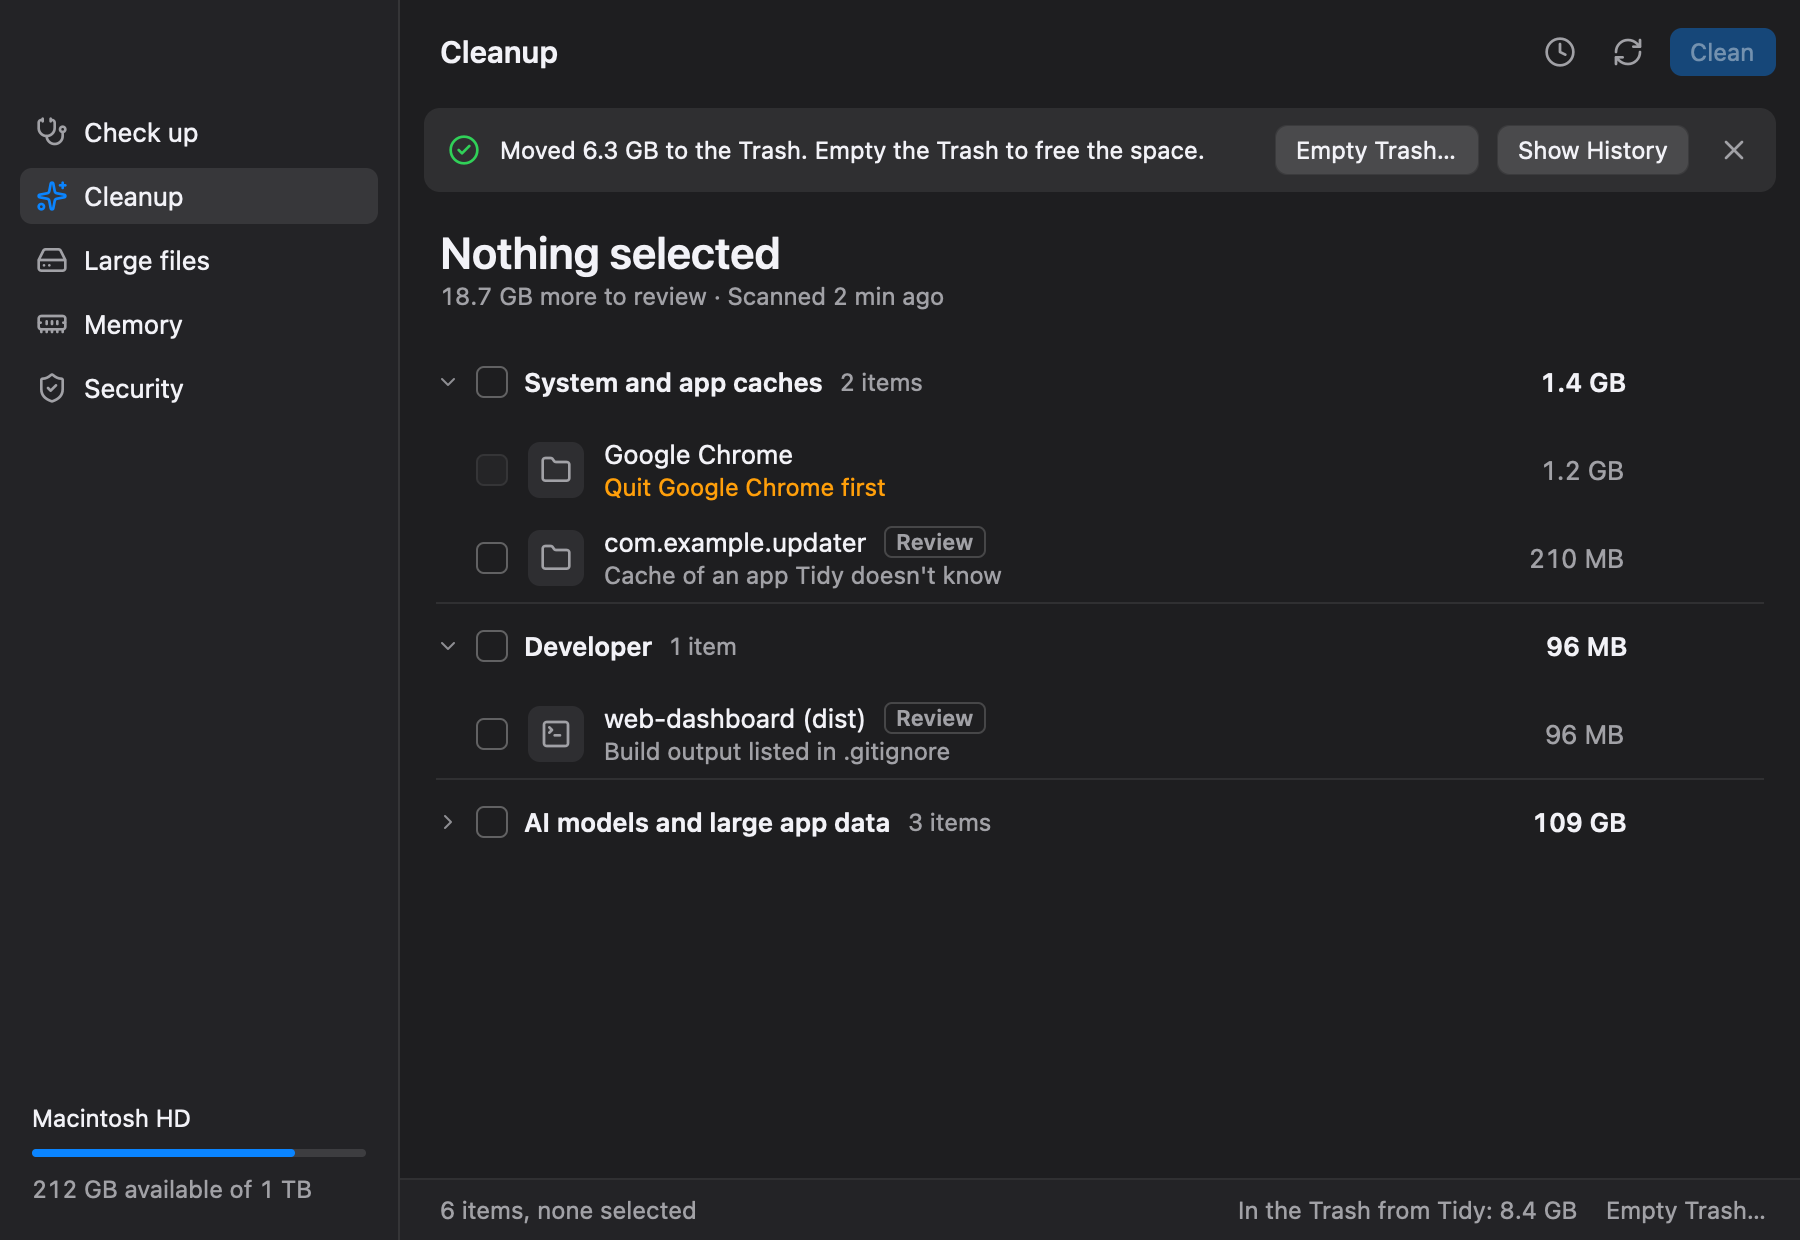 Cleanup
Clean
Check up
Cleanup
Large files
Memory
Security
Moved 6.3 GB to the Trash. Empty the Trash to free the space.
Empty Trash...
Show History
Nothing selected
18.7 GB more to review · Scanned 2 min ago
System and app caches 2 items 1.4 GB
Google Chrome
Quit Google Chrome first
1.2 GB
com.example.updater Review
Cache of an app Tidy doesn't know
210 MB
Developer 1 item 96 MB
web-dashboard (dist) Review
Build output listed in .gitignore
96 MB
AI models and large app data 3 items 109 GB
Macintosh HD
212 GB available of 1 TB
6 items, none selected
In the Trash from Tidy: 8.4 GB
Empty Trash...